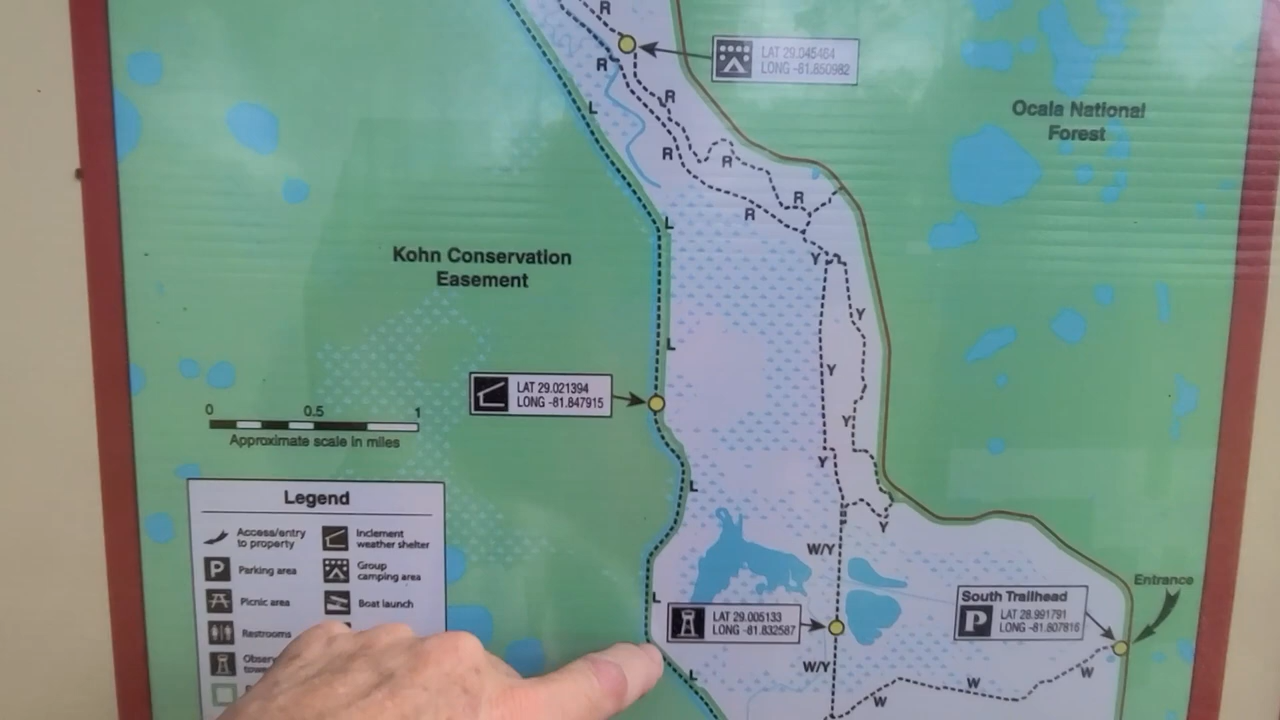 R
LAT 29.045464
LONG -81.850982
R
L
R
Ocala National
Forest
R
R
R
R
L
Y
Kohn Conservation
Easement
Y
L
Y
LAT 29.021394
LONG -81.847915
0 0.5 1
Approximate scale in miles
Y
Y
L
Legend
Access/entry
to property
Inclement
weather shelter
P
Parking area
Group
camping area
Picnic area
Boat launch
Restrooms
Y
W/Y
Entrance
South Trailhead
P
LAT 28.991791
LONG -81.807816
L
LAT 29.005133
LONG -81.832587
W/Y
L
W
W
W